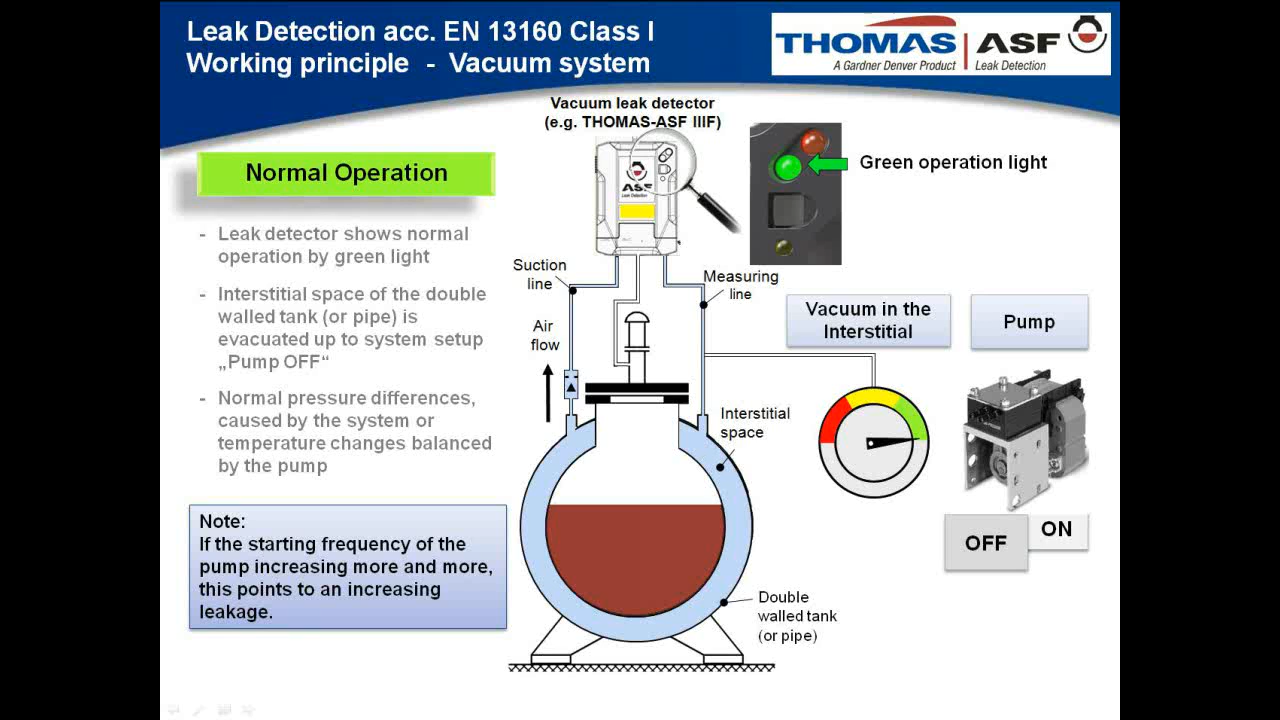 Leak Detection acc. EN 13160 Class I
Working principle - Vacuum system
THOMAS
A Gardner Denver Product
ASF
Leak Detection
Vacuum leak detector
(e.g. THOMAS-ASF IIIF)
Green operation light
Normal Operation
ASF
Leak Detection
- Leak detector shows normal
operation by green light
- Interstitial space of the double
walled tank (or pipe) is
evacuated up to system setup
„Pump OFF“
- Normal pressure differences,
caused by the system or
temperature changes balanced
by the pump
Note:
If the starting frequency of the
pump increasing more and more,
this points to an increasing
leakage.
Suction
line
Measuring
line
Air
flow
Interstitial
space
Double
walled tank
(or pipe)
Vacuum in the
Interstitial
Pump
OFF
ON